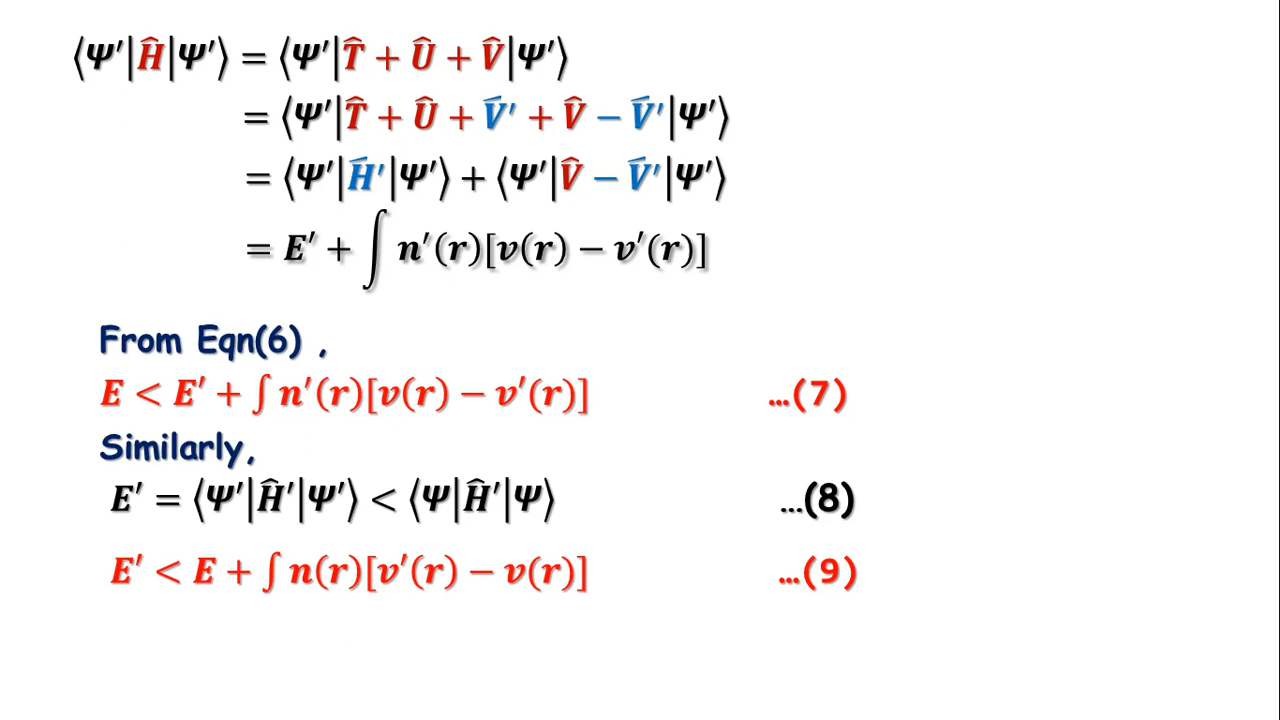 ⟨Ψ′|Ĥ|Ψ′⟩ = ⟨Ψ′|T̂ + Û + V̂|Ψ′⟩
= ⟨Ψ′|T̂ + Û + V̂′ + V̂ − V̂′|Ψ′⟩
= ⟨Ψ′|Ĥ′|Ψ′⟩ + ⟨Ψ′|V̂ − V̂′|Ψ′⟩
= E′ + ∫ n′(r)[v(r) − v′(r)]
From Eqn(6) ,
E < E′ + ∫ n′(r)[v(r) − v′(r)] …(7)
Similarly,
E′ = ⟨Ψ′|Ĥ′|Ψ′⟩ < ⟨Ψ|Ĥ′|Ψ⟩ …(8)
E′ < E + ∫ n(r)[v′(r) − v(r)] …(9)